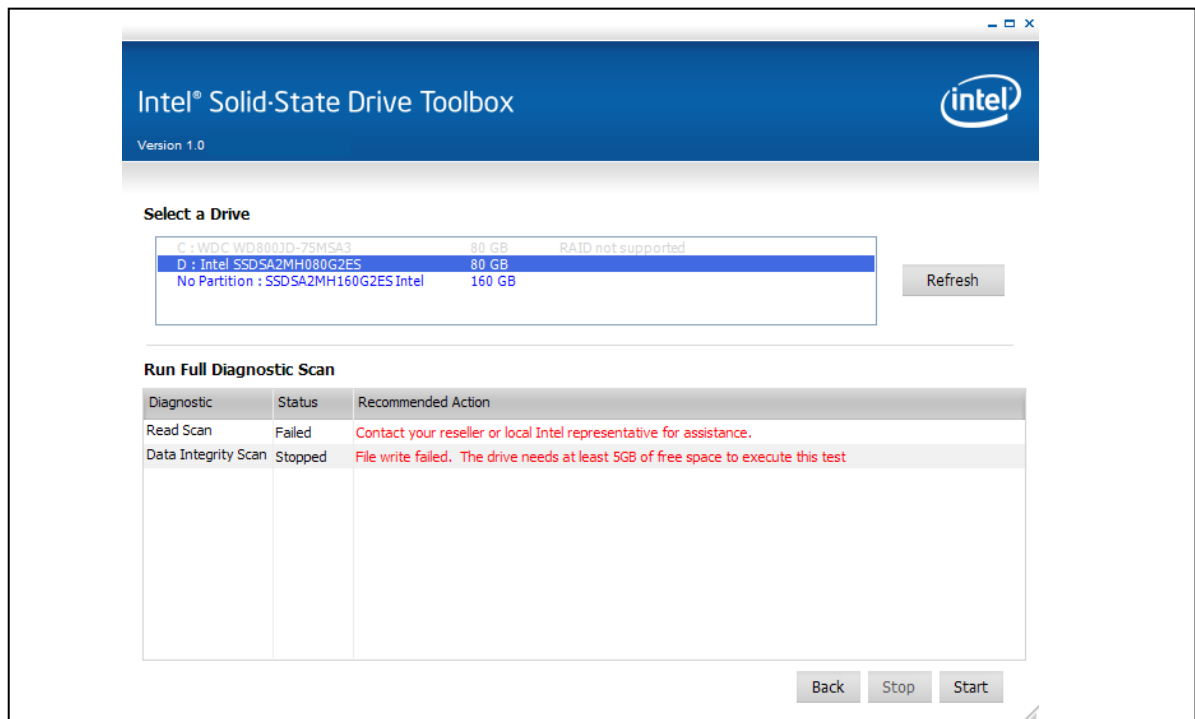 Intel® Solid-State Drive Toolbox
intel
Version 1.0
Select a Drive
C : WDC WD800JD-75MSA3 80 GB RAID not supported
D : Intel SSDSA2MH080G2ES 80 GB
No Partition : SSDSA2MH160G2ES Intel 160 GB
Refresh
Run Full Diagnostic Scan
Diagnostic Status Recommended Action
Read Scan Failed Contact your reseller or local Intel representative for assistance.
Data Integrity Scan Stopped File write failed. The drive needs at least 5GB of free space to execute this test
Back Stop Start